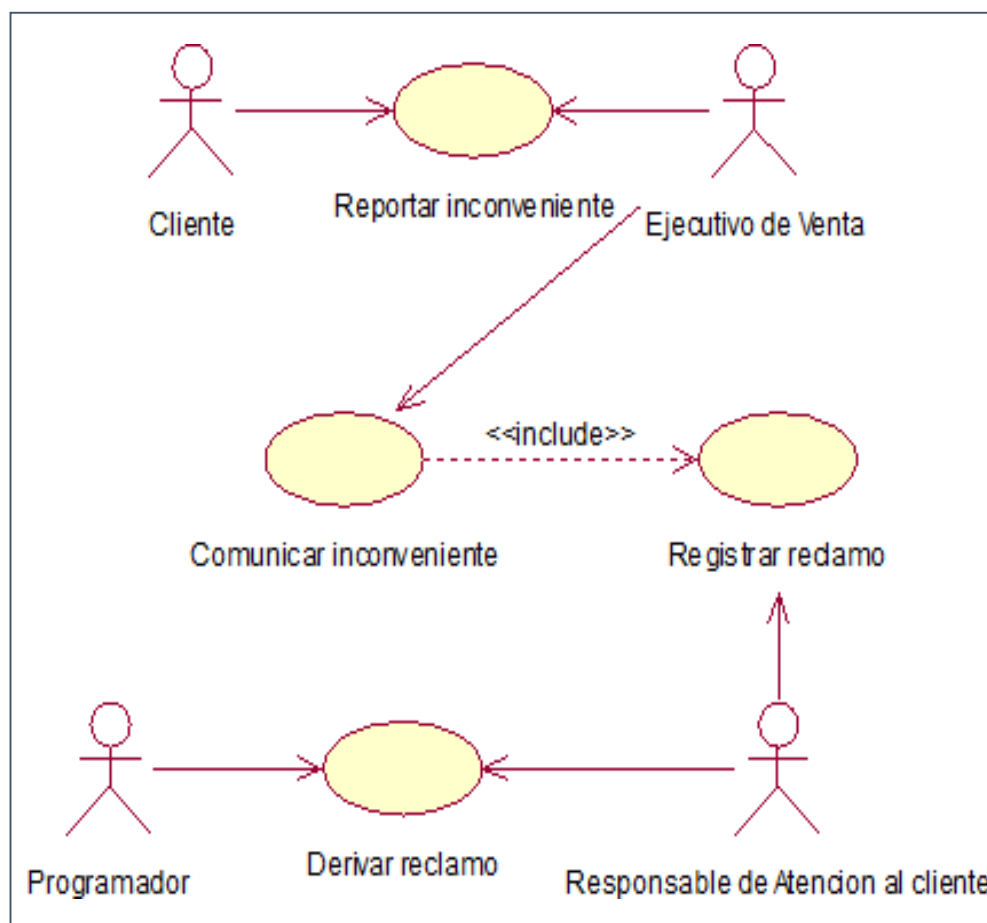 Cliente
Reportar inconveniente
Ejecutivo de Venta
<<include>>
Comunicar inconveniente
Registrar reclamo
Programador
Derivar reclamo
Responsable de Atencion al cliente